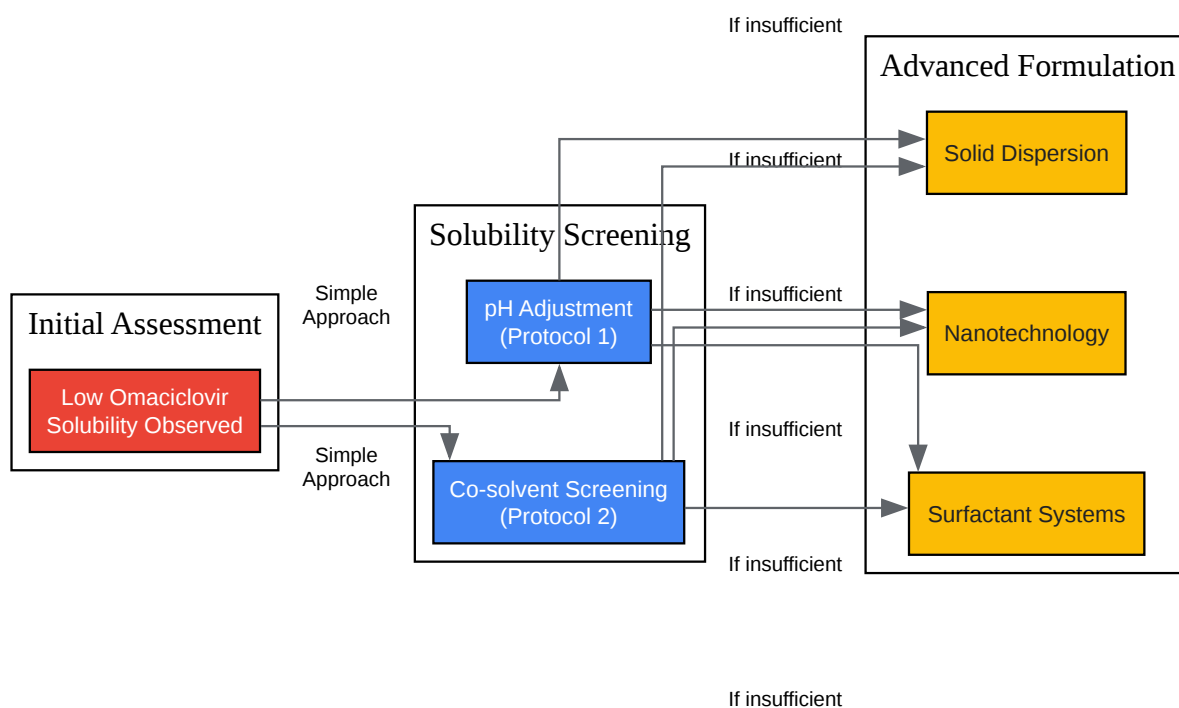 If insufficient
Advanced Formulation
Solid Dispersion
If insufficient
Solubility Screening
Initial Assessment
Simple
Approach
pH Adjustment
(Protocol 1)
If insufficient
Nanotechnology
Low Omaciclovir
Solubility Observed
If insufficient
Simple
Approach
Co-solvent Screening
(Protocol 2)
Surfactant Systems
If insufficient
If insufficient